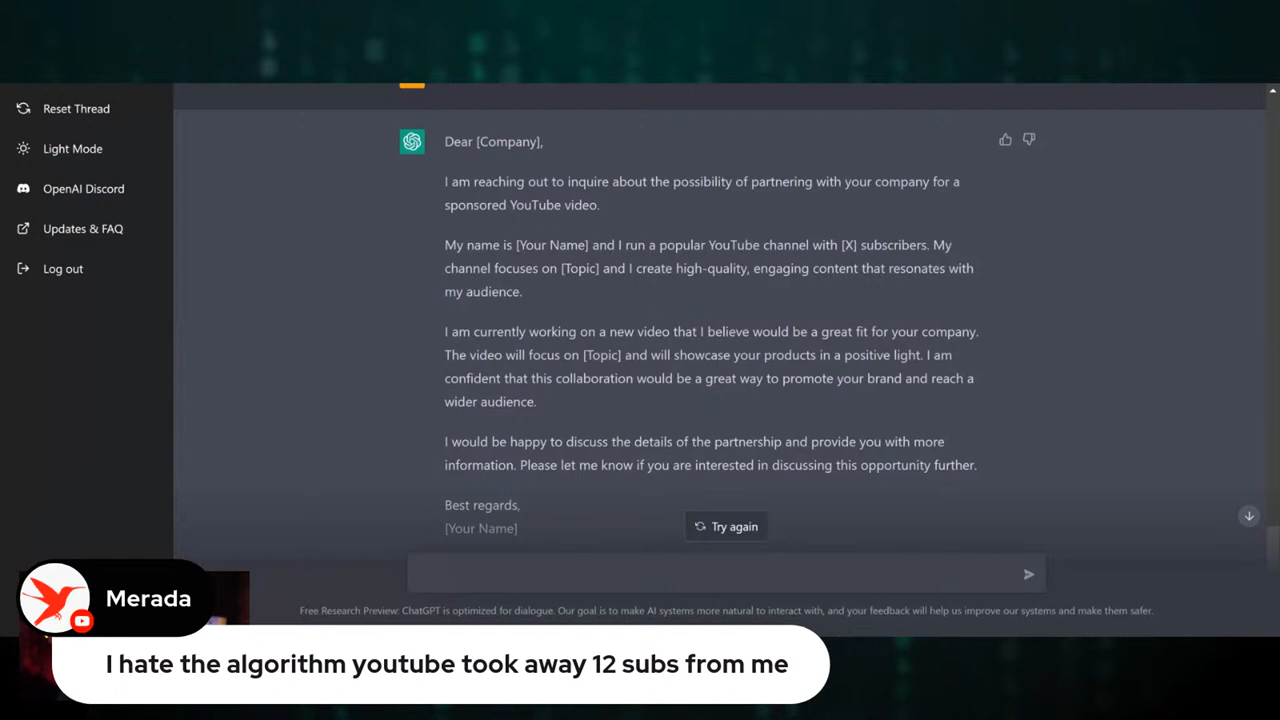 Reset Thread
Light Mode
OpenAI Discord
Updates & FAQ
Log out
Dear [Company],
I am reaching out to inquire about the possibility of partnering with your company for a
sponsored YouTube video.
My name is [Your Name] and I run a popular YouTube channel with [X] subscribers. My
channel focuses on [Topic] and I create high-quality, engaging content that resonates with
my audience.
I am currently working on a new video that I believe would be a great fit for your company.
The video will focus on [Topic] and will showcase your products in a positive light. I am
confident that this collaboration would be a great way to promote your brand and reach a
wider audience.
I would be happy to discuss the details of the partnership and provide you with more
information. Please let me know if you are interested in discussing this opportunity further.
Best regards,
[Your Name]
Try again
Free Research Preview: ChatGPT is optimized for dialogue. Our goal is to make AI systems more natural to interact with, and your feedback will help us improve our systems and make them safer.
Merada
I hate the algorithm youtube took away 12 subs from me